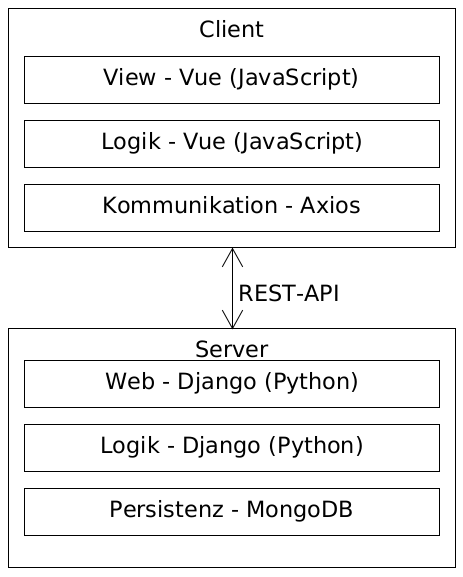 Client
View - Vue (JavaScript)
Logik - Vue (JavaScript)
Kommunikation - Axios
REST-API
Server
Web - Django (Python)
Logik - Django (Python)
Persistenz - MongoDB